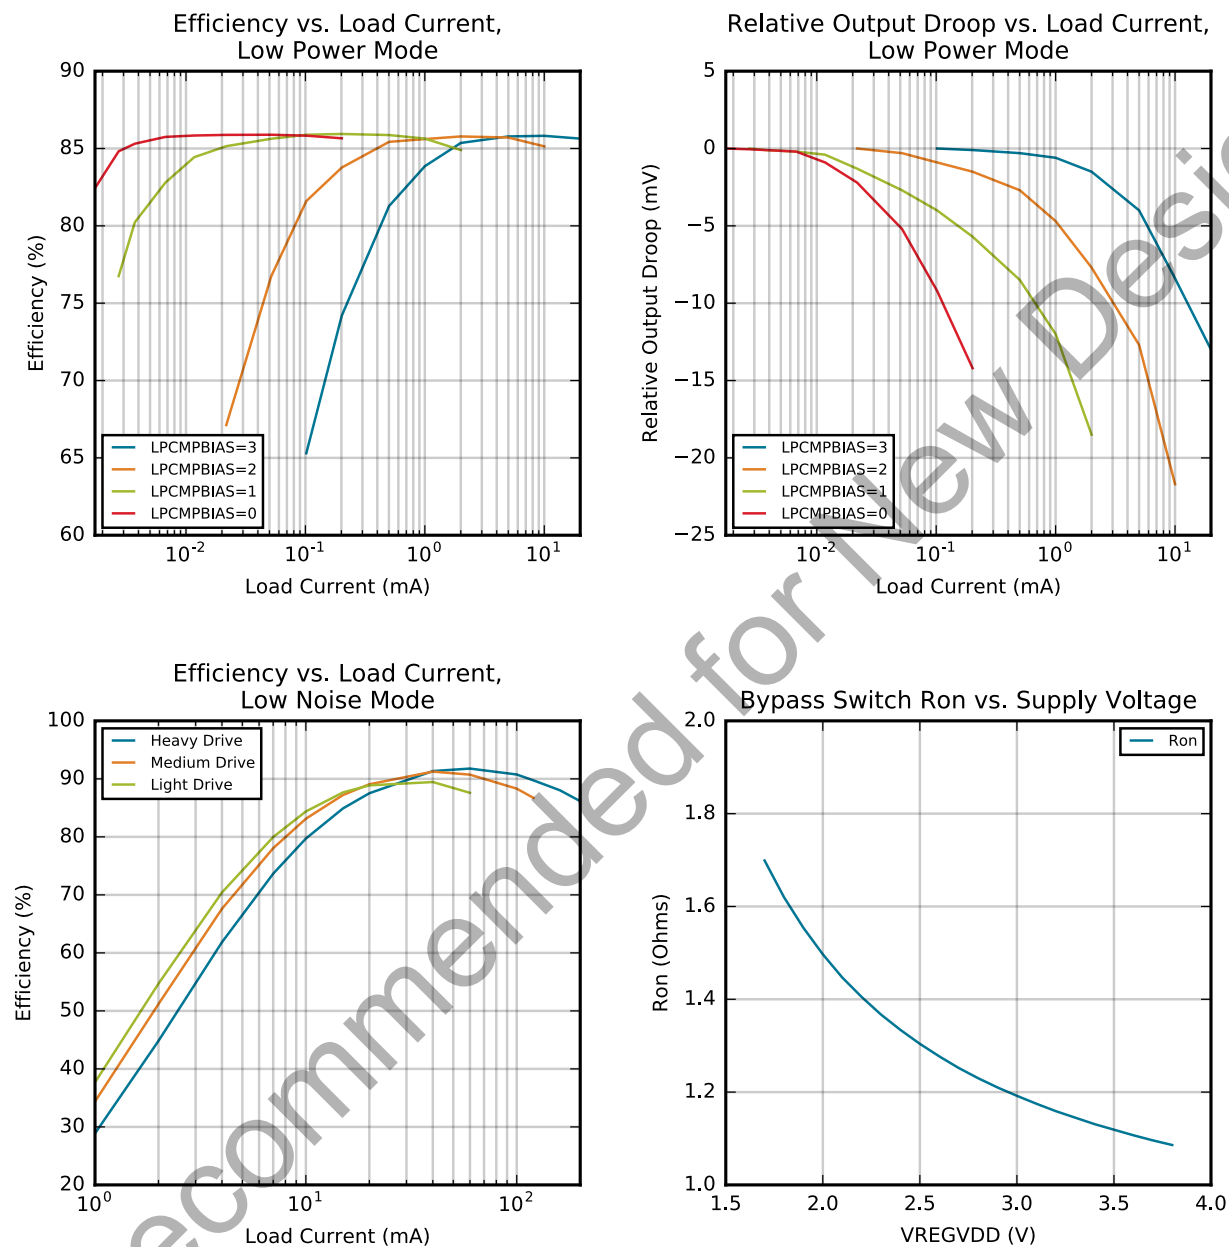 Efficiency vs. Load Current,
Low Power Mode
90
85
80
75
70
65
60
Efficiency (%)
LPCMPBIAS=3
LPCMPBIAS=2
LPCMPBIAS=1
LPCMPBIAS=0
10⁻² 10⁻¹ 10⁰ 10¹
Load Current (mA)
Relative Output Droop vs. Load Current,
Low Power Mode
5
0
−5
−10
−15
−20
−25
Relative Output Droop (mV)
LPCMPBIAS=3
LPCMPBIAS=2
LPCMPBIAS=1
LPCMPBIAS=0
10⁻² 10⁻¹ 10⁰ 10¹
Load Current (mA)
Efficiency vs. Load Current,
Low Noise Mode
100
90
80
70
60
50
40
30
20
Efficiency (%)
Heavy Drive
Medium Drive
Light Drive
10⁰ 10¹ 10²
Load Current (mA)
Bypass Switch Ron vs. Supply Voltage
2.0
1.8
1.6
1.4
1.2
1.0
Ron (Ohms)
Ron
1.5 2.0 2.5 3.0 3.5 4.0
VREGVDD (V)
ecommended for New Desig